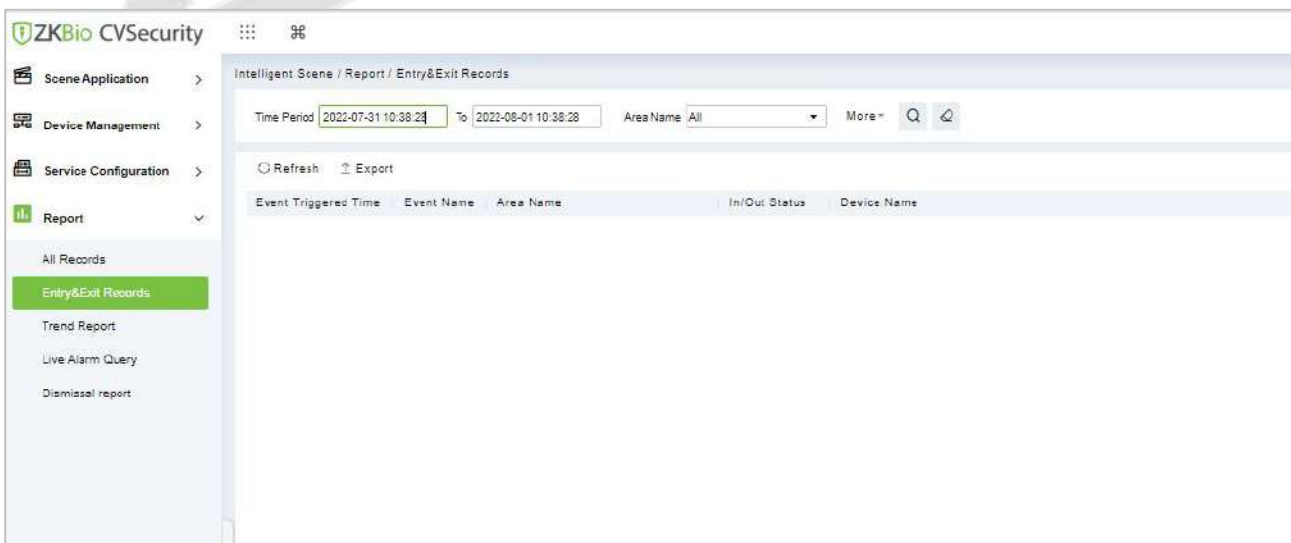 ZKBio CVSecurity
Scene Application
Device Management
Service Configuration
Report
All Records
Entry&Exit Records
Trend Report
Live Alarm Query
Dismissal report
Intelligent Scene / Report / Entry&Exit Records
Time Period 2022-07-31 10:38:28 To 2022-08-01 10:38:28 Area Name All More
Refresh Export
Event Triggered Time Event Name Area Name In/Out Status Device Name